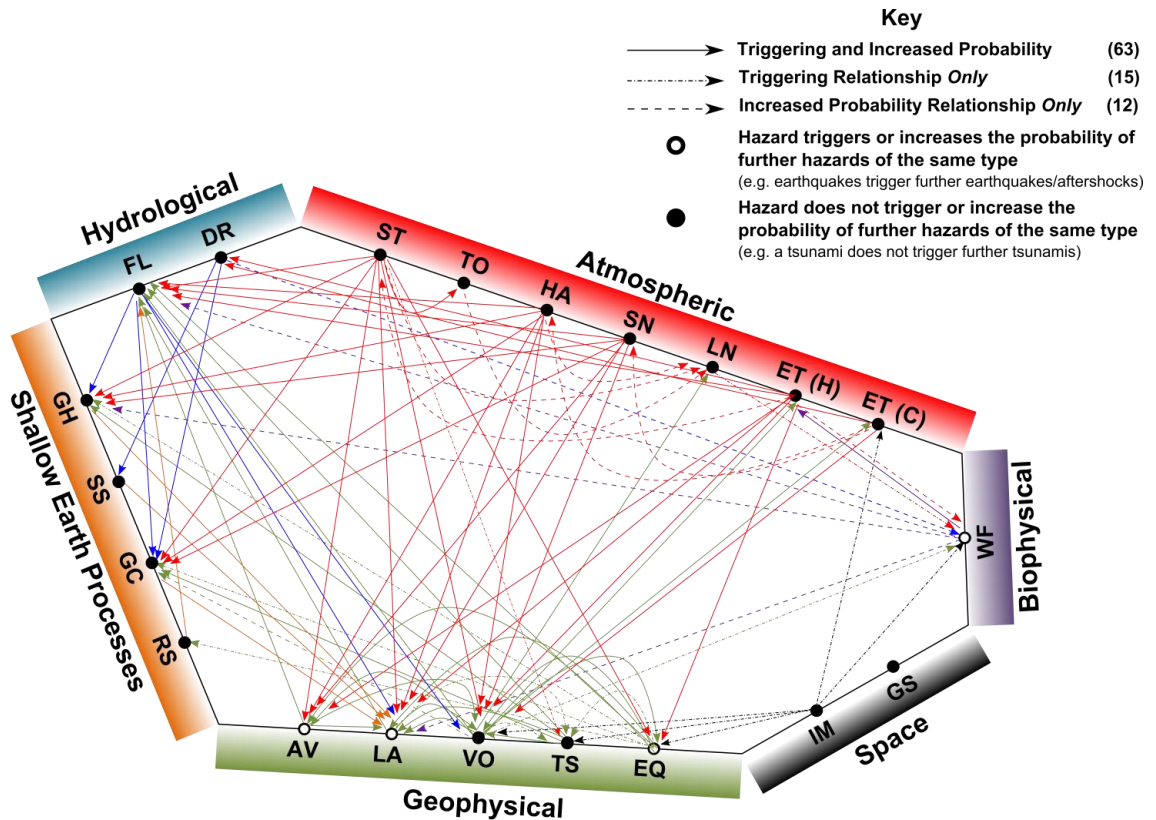 Key
Triggering and Increased Probability (63)
Triggering Relationship Only (15)
Increased Probability Relationship Only (12)
Hazard triggers or increases the probability of
further hazards of the same type
(e.g. earthquakes trigger further earthquakes/aftershocks)
Hazard does not trigger or increase the
probability of further hazards of the same type
(e.g. a tsunami does not trigger further tsunamis)
Hydrological
FL
DR
Atmospheric
ST
TO
HA
SN
LN
ET (H)
ET (C)
Shallow Earth Processes
GH
SS
GC
RS
Biophysical
WF
Space
GS
IM
Geophysical
AV
LA
VO
TS
EQ